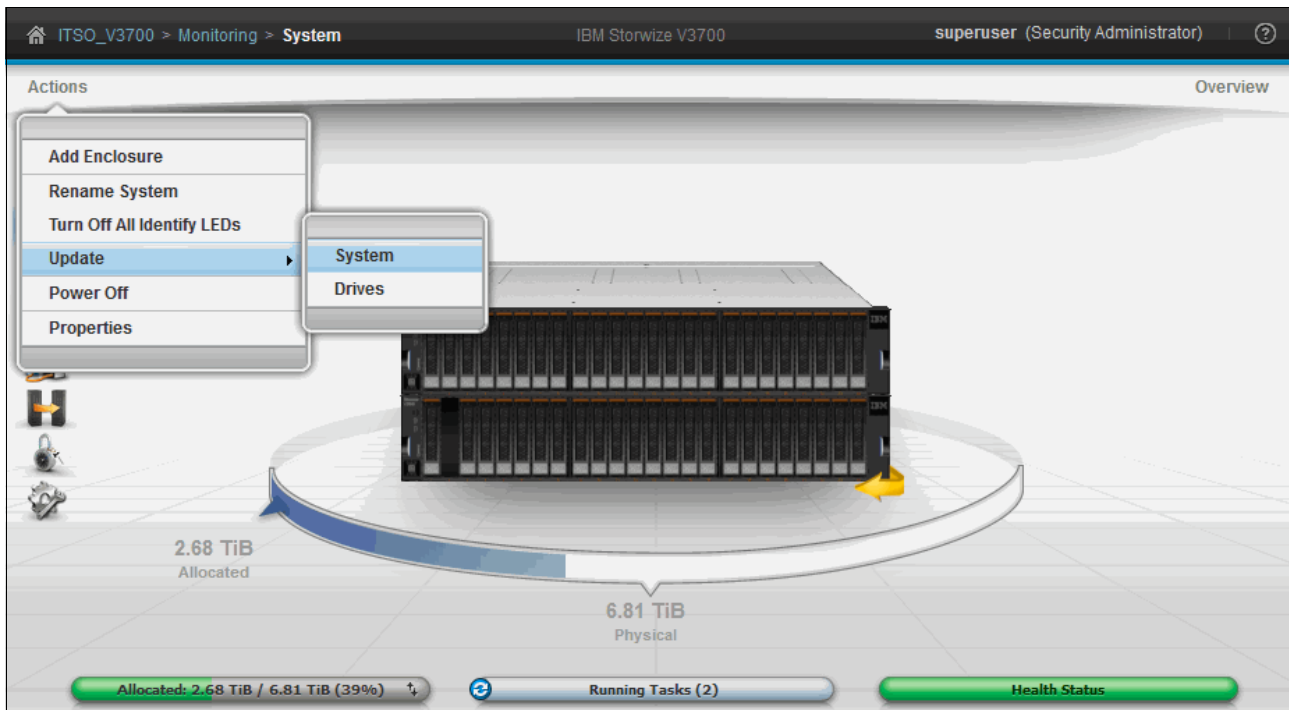 ITSO_V3700 > Monitoring > System
IBM Storwize V3700
superuser (Security Administrator)
?
Actions
Overview
Add Enclosure
Rename System
Turn Off All Identify LEDs
Update
System
Drives
Power Off
Properties
IBM
IBM
2.68 TiB
Allocated
6.81 TiB
Physical
Allocated: 2.68 TiB / 6.81 TiB (39%)
Running Tasks (2)
Health Status